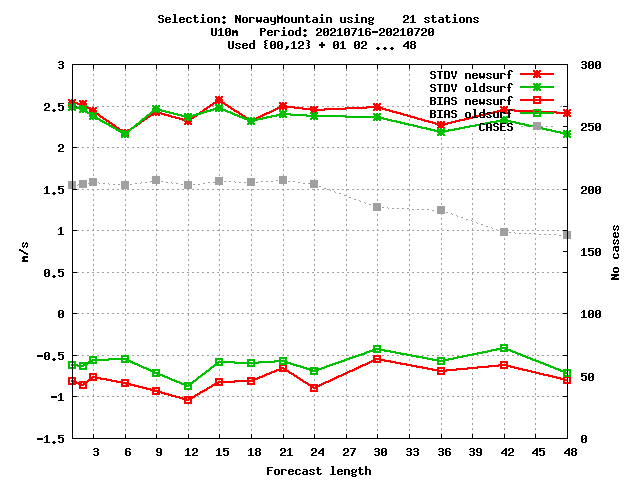 Selection: NorwayMountain using    21 stations
U10m   Period: 20210716-20210720
Used {00,12} + 01 02 ... 48
STDV newsurf
STDV oldsurf
BIAS newsurf
BIAS oldsurf
CASES
3
2.5
2
1.5
1
0.5
0
-0.5
-1
-1.5
m/s
300
250
200
150
100
50
0
No cases
3 6 9 12 15 18 21 24 27 30 33 36 39 42 45 48
Forecast length